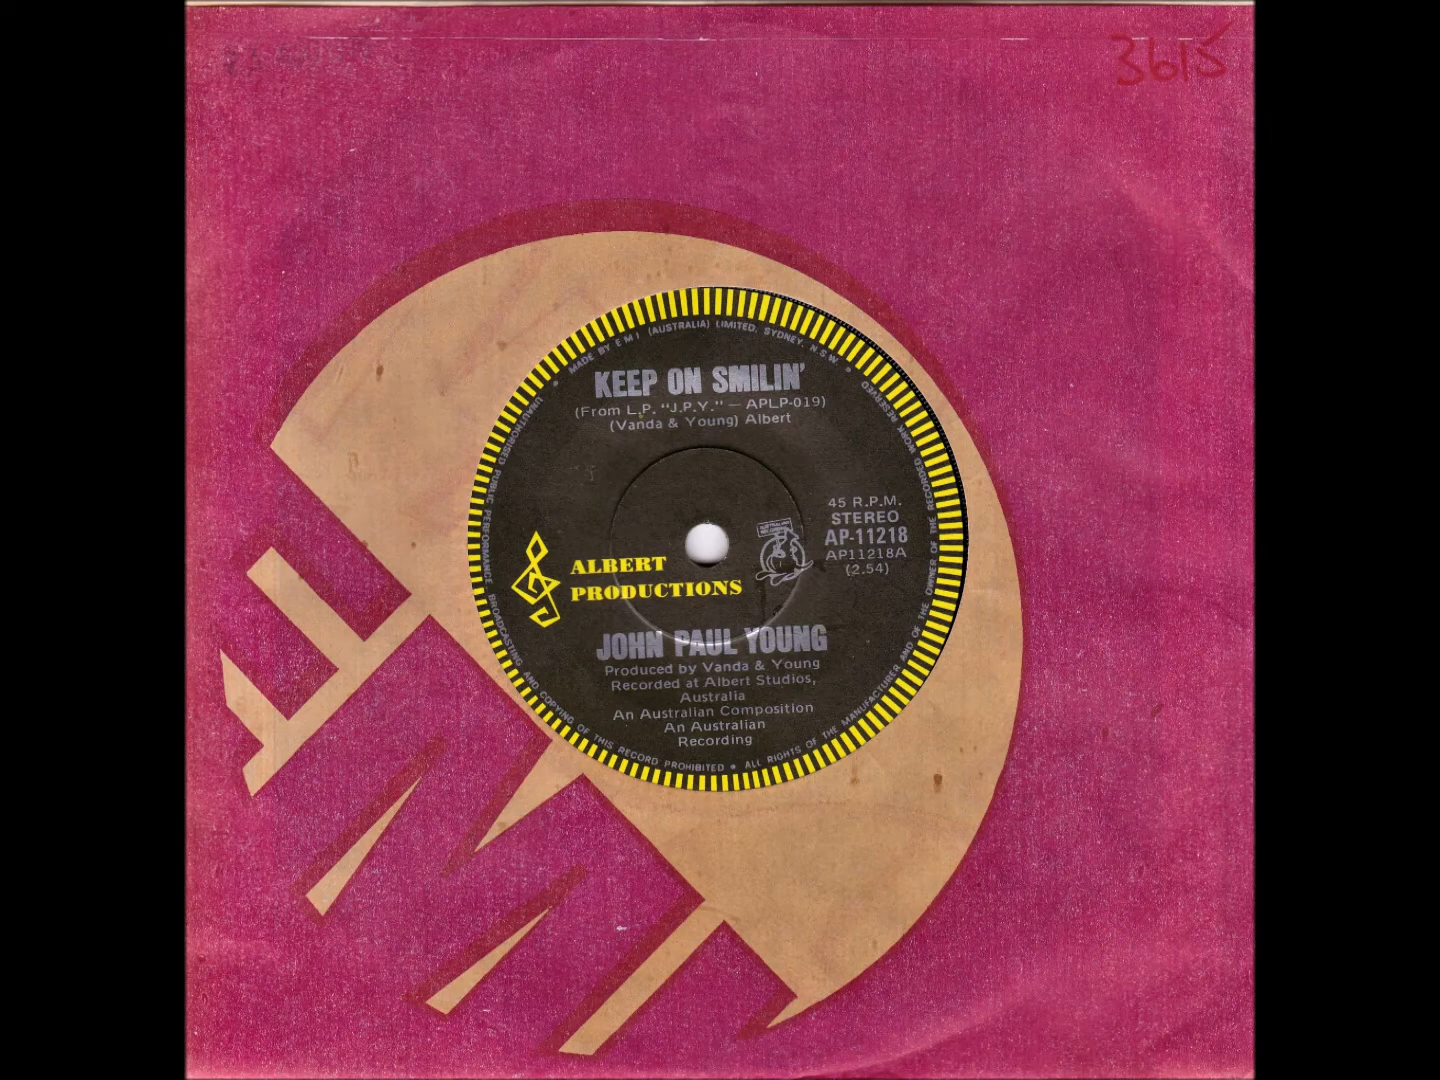 3615
MADE BY E M I (AUSTRALIA) LIMITED, SYDNEY, N S W
KEEP ON SMILIN'
(From L.P. "J.P.Y." — APLP-019)
(Vanda & Young) Albert
45 R.P.M.
STEREO
AP-11218
AP11218A
(2.54)
ALBERT
PRODUCTIONS
JOHN PAUL YOUNG
Produced by Vanda & Young
Recorded at Albert Studios,
Australia
An Australian Composition
An Australian
Recording
UNAUTHORISED PUBLIC PERFORMANCE BROADCASTING AND COPYING OF THIS RECORD PROHIBITED • ALL RIGHTS OF THE MANUFACTURER AND OF THE OWNER OF THE RECORDED WORK RESERVED
EMI